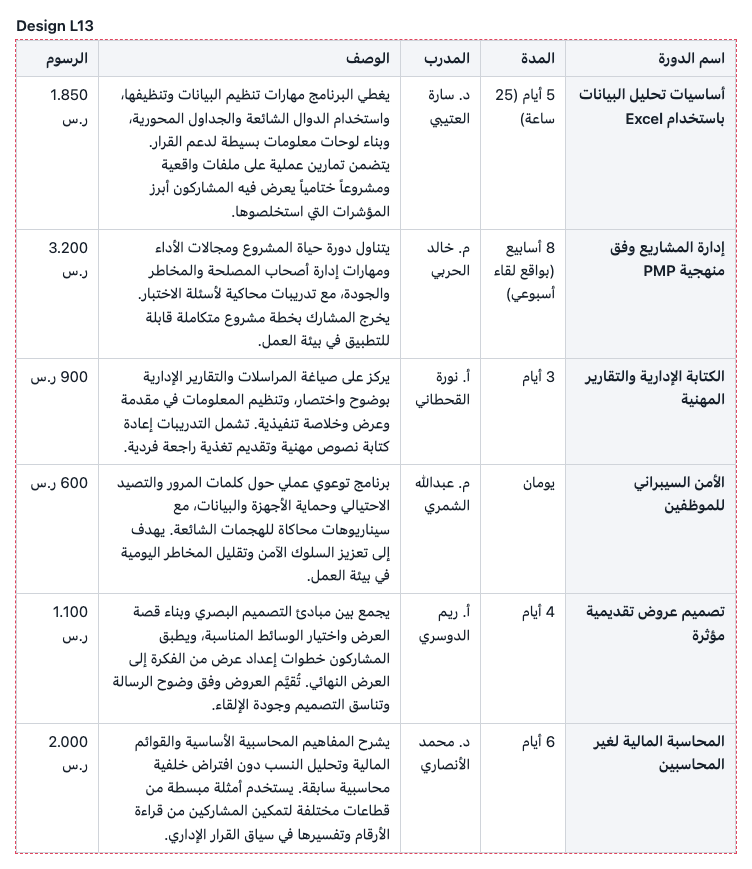 Design L13
اسم الدورة
المدة
المدرب
الوصف
الرسوم
أساسيات تحليل البيانات
باستخدام Excel
5 أيام (25
ساعة)
د. سارة
العتيبي
يغطي البرنامج مهارات تنظيم البيانات وتنظيفها،
واستخدام الدوال الشائعة والجداول المحورية،
وبناء لوحات معلومات بسيطة لدعم القرار.
يتضمن تمارين عملية على ملفات واقعية
ومشروعاً ختامياً يعرض فيه المشاركون أبرز
المؤشرات التي استخلصوها.
1.850
ر.س
إدارة المشاريع وفق
منهجية PMP
8 أسابيع
(بواقع لقاء
أسبوعي)
م. خالد
الحربي
يتناول دورة حياة المشروع ومجالات الأداء
ومهارات إدارة أصحاب المصلحة والمخاطر
والجودة، مع تدريبات محاكية لأسئلة الاختبار.
يخرج المشارك بخطة مشروع متكاملة قابلة
للتطبيق في بيئة العمل.
3.200
ر.س
الكتابة الإدارية والتقارير
المهنية
3 أيام
أ. نورة
القحطاني
يركز على صياغة المراسلات والتقارير الإدارية
بوضوح واختصار، وتنظيم المعلومات في مقدمة
وعرض وخلاصة تنفيذية. تشمل التدريبات إعادة
كتابة نصوص مهنية وتقديم تغذية راجعة فردية.
900 ر.س
الأمن السيبراني
للموظفين
يومان
م. عبدالله
الشمري
برنامج توعوي عملي حول كلمات المرور والتصيد
الاحتيالي وحماية الأجهزة والبيانات، مع
سيناريوهات محاكاة للهجمات الشائعة. يهدف
إلى تعزيز السلوك الآمن وتقليل المخاطر اليومية
في بيئة العمل.
600 ر.س
تصميم عروض تقديمية
مؤثرة
4 أيام
أ. ريم
الدوسري
يجمع بين مبادئ التصميم البصري وبناء قصة
العرض واختيار الوسائط المناسبة، ويطبق
المشاركون خطوات إعداد عرض من الفكرة إلى
العرض النهائي. تُقيَّم العروض وفق وضوح الرسالة
وتناسق التصميم وجودة الإلقاء.
1.100
ر.س
المحاسبة المالية لغير
المحاسبين
6 أيام
د. محمد
الأنصاري
يشرح المفاهيم المحاسبية الأساسية والقوائم
المالية وتحليل النسب دون افتراض خلفية
محاسبية سابقة. يستخدم أمثلة مبسطة من
قطاعات مختلفة لتمكين المشاركين من قراءة
الأرقام وتفسيرها في سياق القرار الإداري.
2.000
ر.س